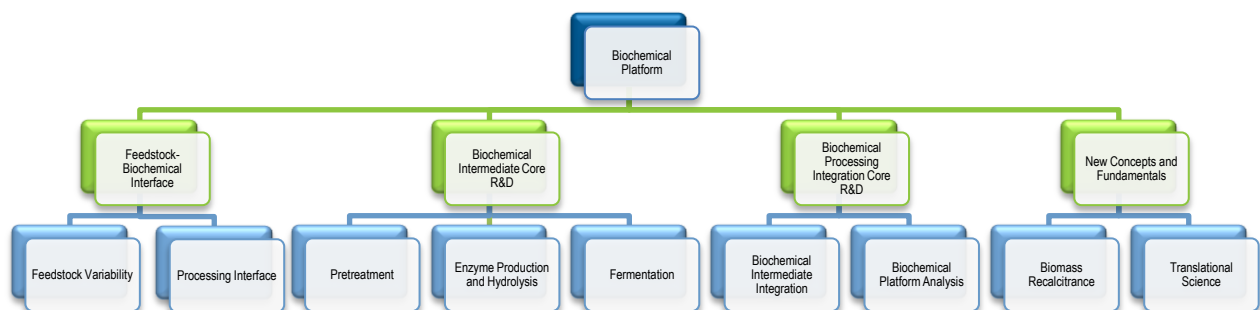 Biochemical
Platform
Feedstock-
Biochemical
Interface
Biochemical
Intermediate Core
R&D
Biochemical
Processing
Integration Core
R&D
New Concepts and
Fundamentals
Feedstock Variability
Processing Interface
Pretreatment
Enzyme Production
and Hydrolysis
Fermentation
Biochemical
Intermediate
Integration
Biochemical
Platform Analysis
Biomass
Recalcitrance
Translational
Science